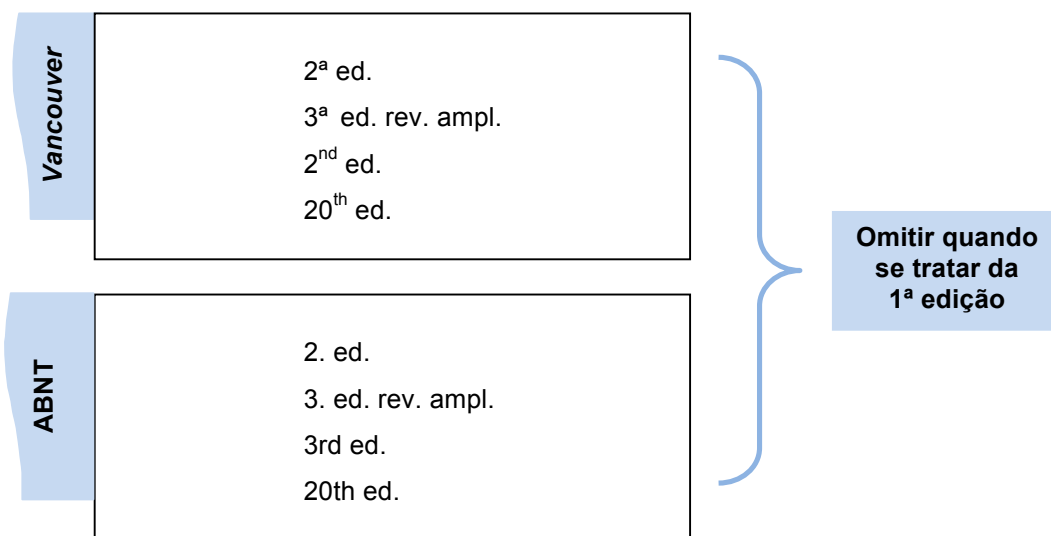 Vancouver
2ª ed.
3ª ed. rev. ampl.
2nd ed.
20th ed.
ABNT
2. ed.
3. ed. rev. ampl.
3rd ed.
20th ed.
Omitir quando
se tratar da
1ª edição